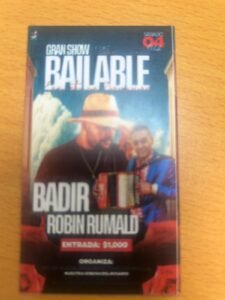 GRAN SHOW
SÁBADO
04
BAILABLE
BADIR
ROBIN RUMALD
ENTRADA: $1,000
ORGANIZA: